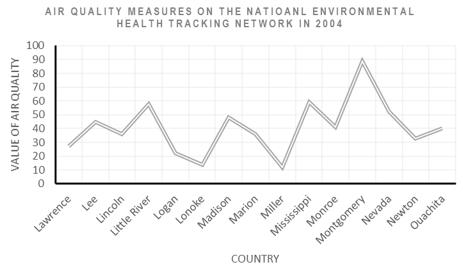 AIR QUALITY MEASURES ON THE NATIOANL ENVIRONMENTAL
HEALTH TRACKING NETWORK IN 2004
VALUE OF AIR QUALITY
100
90
80
70
60
50
40
30
20
10
0
Lawrence
Lee
Lincoln
Little River
Logan
Lonoke
Madison
Marion
Miller
Mississippi
Monroe
Montgomery
Nevada
Newton
Ouachita
COUNTRY